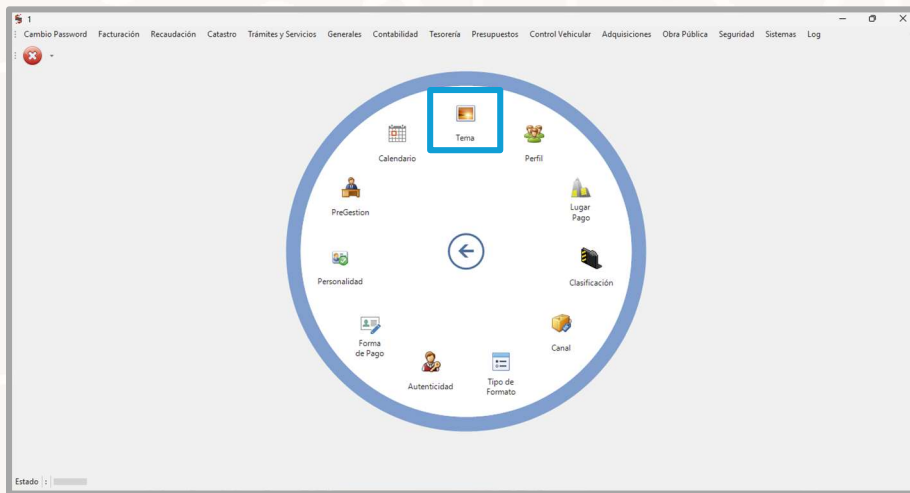 1
Cambio Password Facturación Recaudación Catastro Trámites y Servicios Generales Contabilidad Tesorería Presupuestos Control Vehicular Adquisiciones Obra Pública Seguridad Sistemas Log
Tema
Calendario
Perfil
PreGestion
Lugar
Pago
Personalidad
Clasificación
Forma
de Pago
Canal
Autenticidad
Tipo de
Formato
Estado :